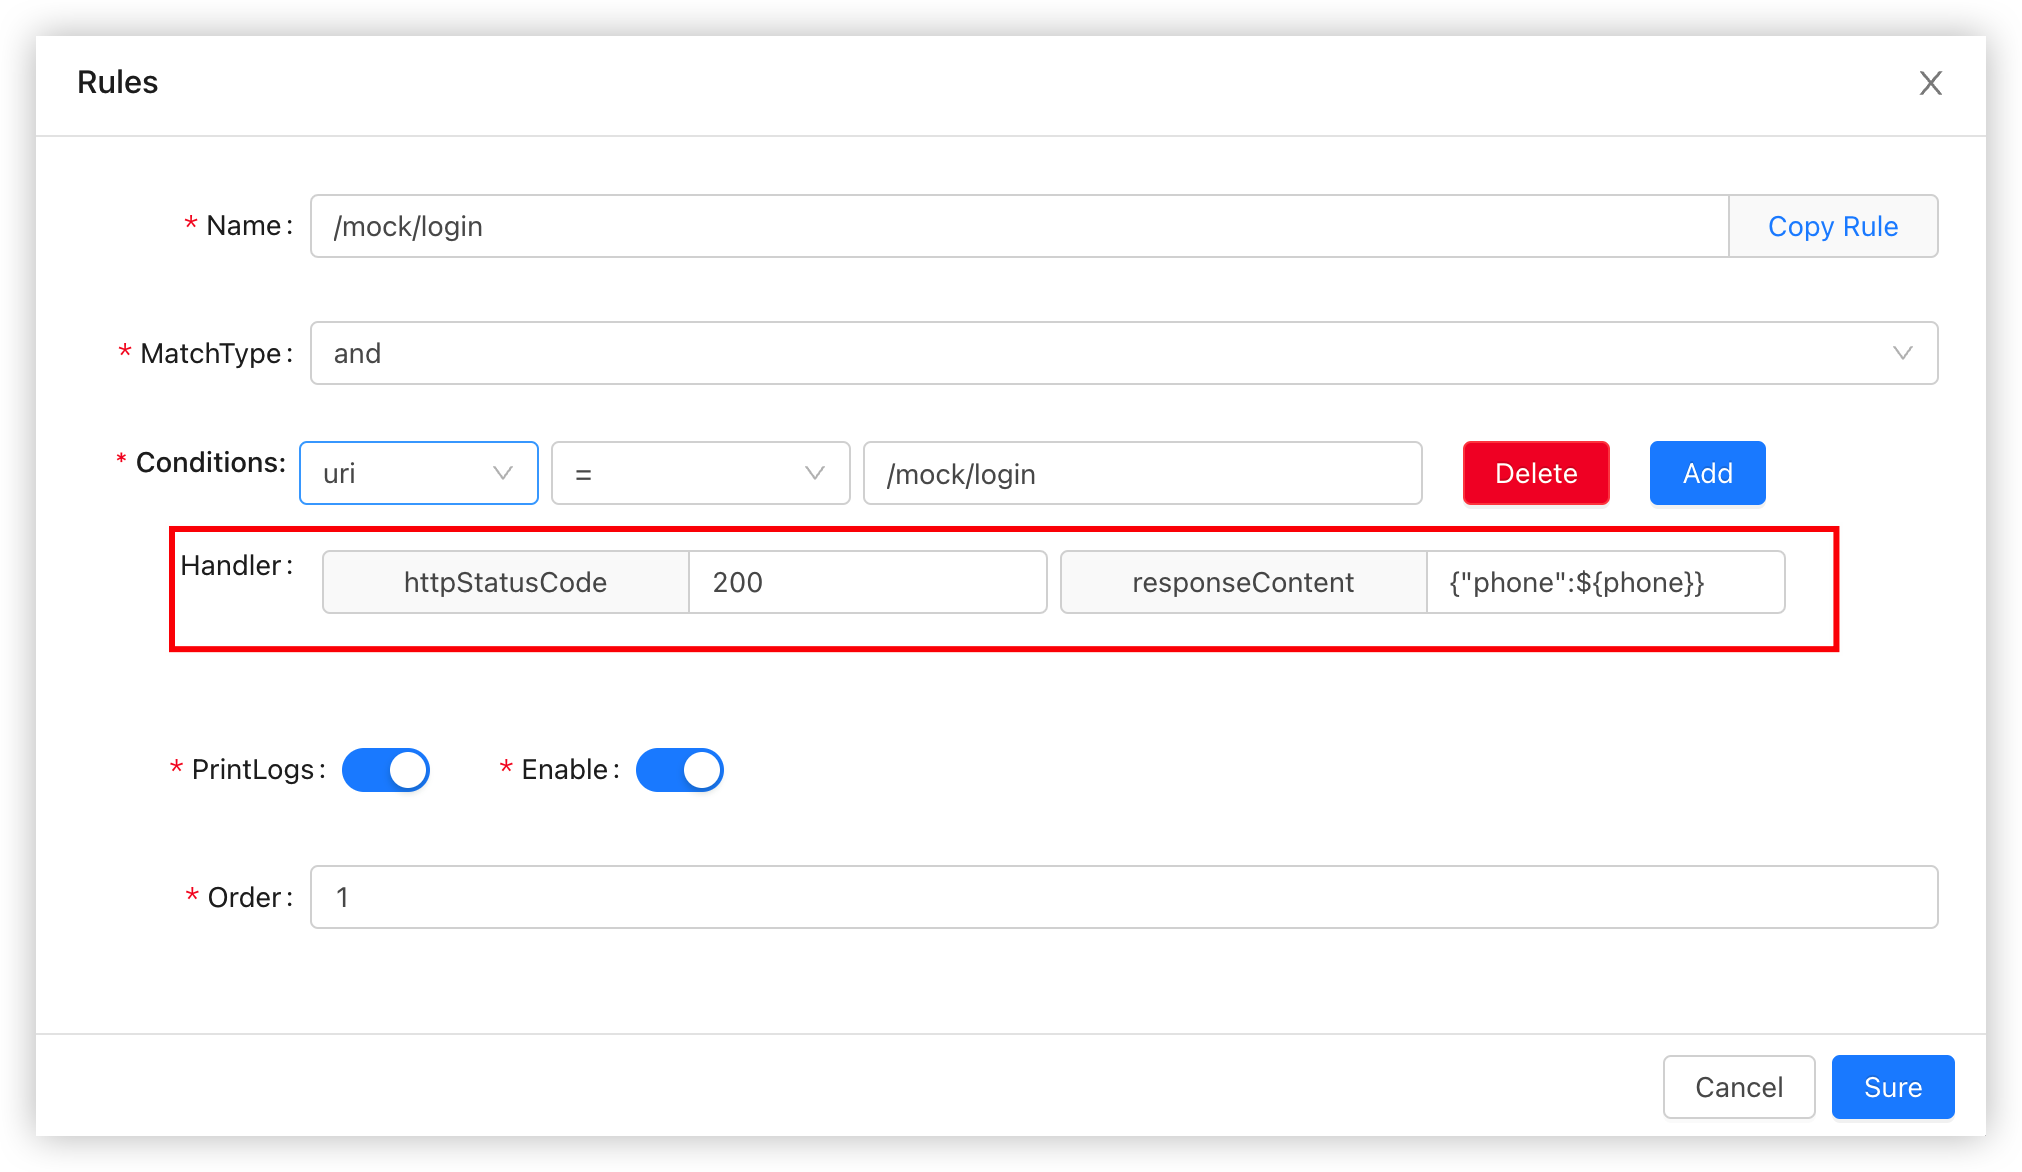 Rules
* Name: /mock/login Copy Rule
* MatchType: and
* Conditions: uri = /mock/login Delete Add
Handler: httpStatusCode 200 responseContent {"phone":${phone}}
* PrintLogs: * Enable:
* Order: 1
Cancel Sure